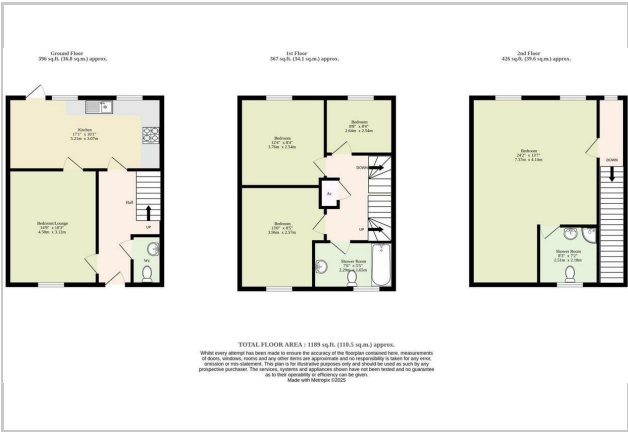 Ground Floor
396 sq.ft. (36.8 sq.m.) approx.
Kitchen
17'1" x 10'1"
5.21m x 3.07m
Bedroom/Lounge
14'8" x 10'3"
4.50m x 3.12m
Hall
UP
Wc
1st Floor
367 sq.ft. (34.1 sq.m.) approx.
Bedroom
12'4" x 8'4"
3.76m x 2.54m
Bedroom
8'8" x 8'4"
2.64m x 2.54m
DOWN
Bedroom
13'0" x 8'5"
3.96m x 2.57m
UP
Shower Room
7'6" x 5'5"
2.29m x 1.65m
2nd Floor
426 sq.ft. (39.6 sq.m.) approx.
Bedroom
24'2" x 13'7"
7.37m x 4.14m
DOWN
Shower Room
8'3" x 7'2"
2.51m x 2.18m
TOTAL FLOOR AREA : 1189 sq.ft. (110.5 sq.m.) approx.
Whilst every attempt has been made to ensure the accuracy of the floorplan contained here, measurements
of doors, windows, rooms and any other items are approximate and no responsibility is taken for any error,
omission or mis-statement. This plan is for illustrative purposes only and should be used as such by any
prospective purchaser. The services, systems and appliances shown have not been tested and no guarantee
as to their operability or efficiency can be given.
Made with Metropix ©2025